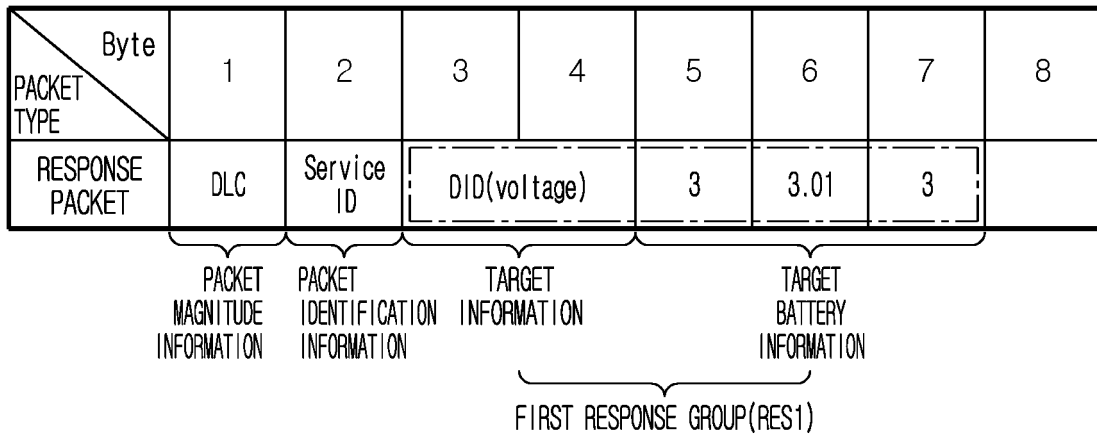 Byte
PACKET
TYPE
1 2 3 4 5 6 7 8
RESPONSE
PACKET
DLC
Service
ID
DID(voltage)
3
3.01
3
PACKET
MAGNITUDE
INFORMATION
PACKET
IDENTIFICATION
INFORMATION
TARGET
INFORMATION
TARGET
BATTERY
INFORMATION
FIRST RESPONSE GROUP(RES1)